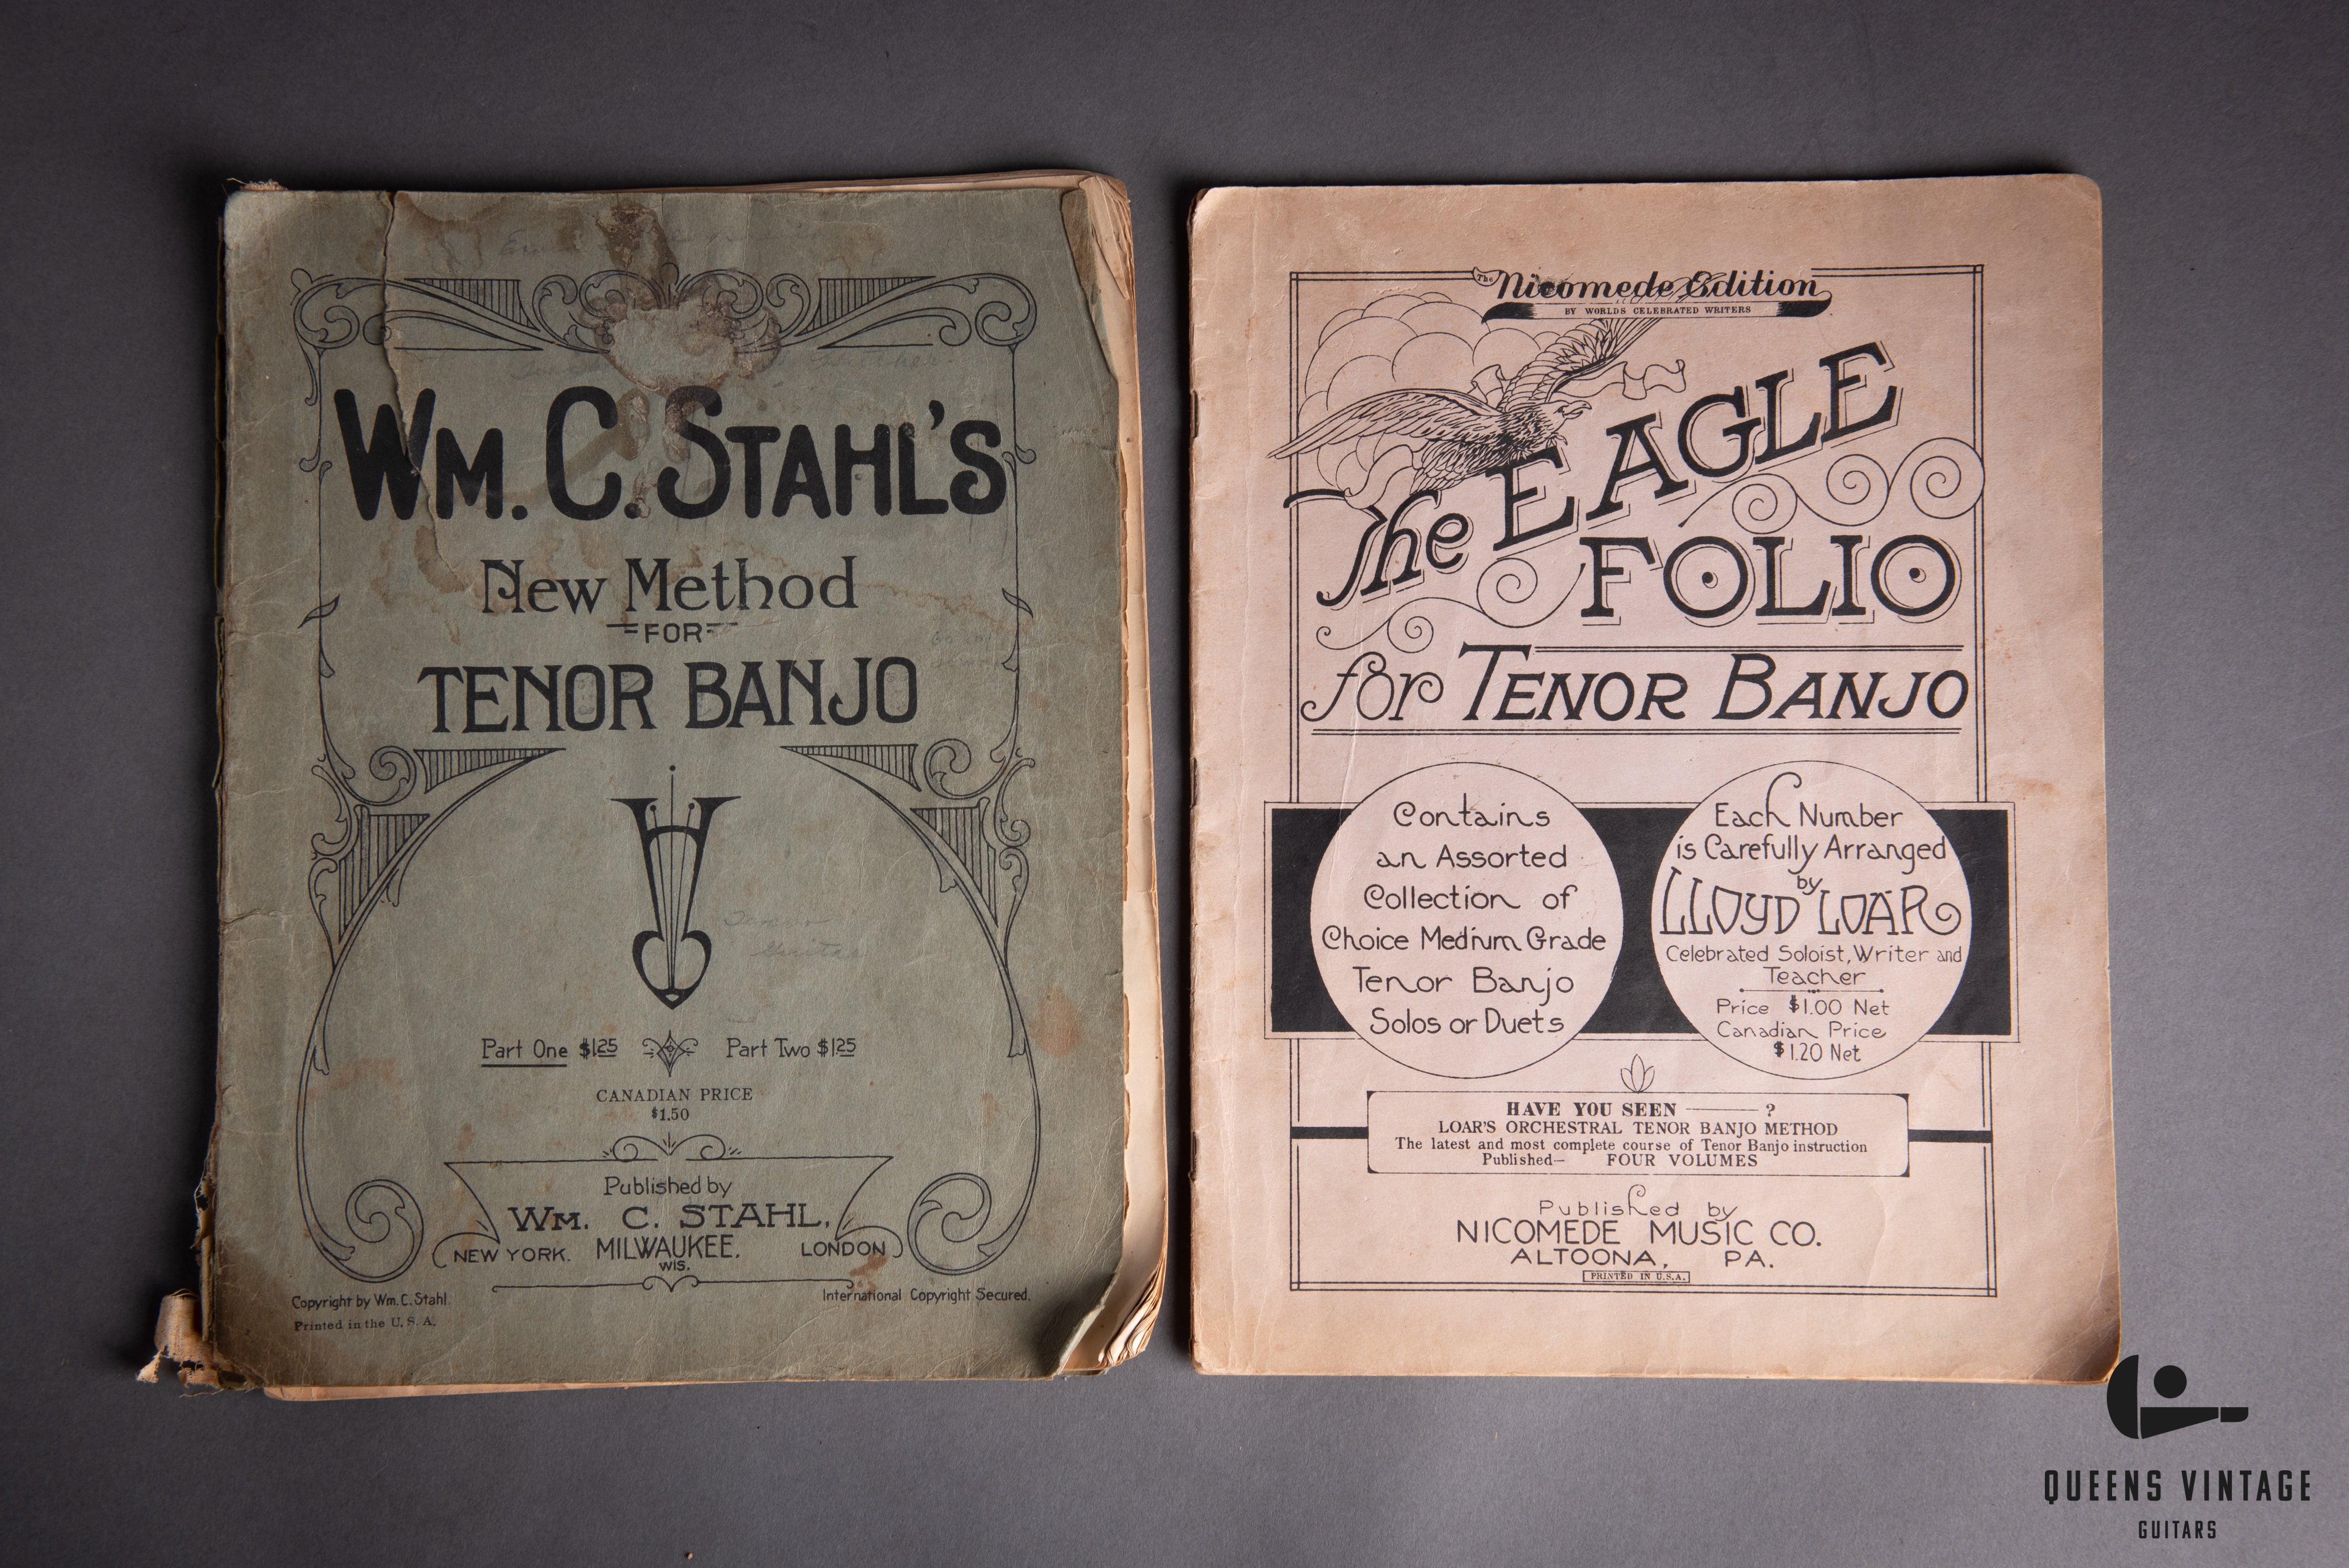 Wm. C. Stahl's
New Method
FOR
TENOR BANJO
Part One $1.25 Part Two $1.25
CANADIAN PRICE
$1.50
Published by
Wm. C. STAHL,
NEW YORK. MILWAUKEE, LONDON
WIS.
Copyright by Wm. C. Stahl.
International Copyright Secured.
Printed in the U. S. A.
The Nicomede Edition
BY WORLDS CELEBRATED WRITERS
The EAGLE
FOLIO
for TENOR BANJO
Contains
an Assorted
Collection of
Choice Medium Grade
Tenor Banjo
Solos or Duets
Each Number
is Carefully Arranged
by
LLOYD LOAR
Celebrated Soloist, Writer and
Teacher
Price $1.00 Net
Canadian Price
$1.20 Net
HAVE YOU SEEN ——— ?
LOAR'S ORCHESTRAL TENOR BANJO METHOD
The latest and most complete course of Tenor Banjo instruction
Published— FOUR VOLUMES
Published by
NICOMEDE MUSIC CO.
ALTOONA, PA.
PRINTED IN U.S.A.
QUEENS VINTAGE
GUITARS